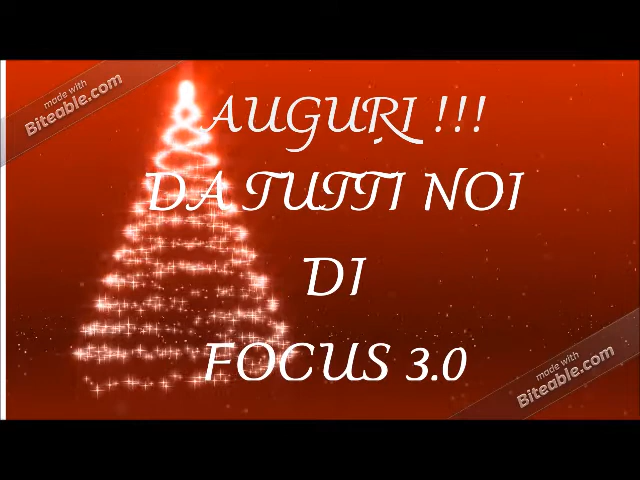 made with
Biteable.com
AUGURI !!!
DA TUTTI NOI
DI
FOCUS 3.0
made with
Biteable.com